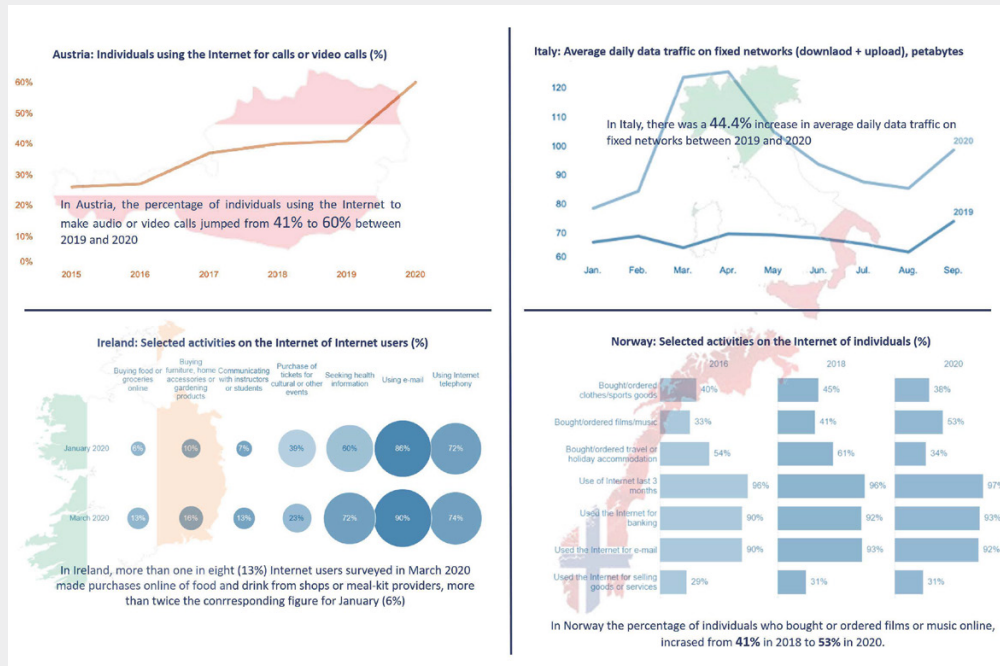 Austria: Individuals using the Internet for calls or video calls (%)
60%
50%
40%
30%
20%
10%
0%
In Austria, the percentage of individuals using the Internet to
make audio or video calls jumped from 41% to 60% between
2019 and 2020
2015 2016 2017 2018 2019 2020
Italy: Average daily data traffic on fixed networks (downlaod + upload), petabytes
120
110
100
90
80
70
60
In Italy, there was a 44.4% increase in average daily data traffic on
fixed networks between 2019 and 2020
2020
2019
Jan. Feb. Mar. Apr. May Jun. Jul. Aug. Sep.
Ireland: Selected activities on the Internet of Internet users (%)
Buying food or
groceries
online
Buying
furniture, home
accessories or
gardening
products
Communicating
with instructors
or students
Purchase of
tickets for
cultural or other
events
Seeking health
information
Using e-mail
Using Internet
telephony
January 2020 6% 10% 7% 39% 60% 86% 72%
March 2020 13% 16% 13% 23% 72% 90% 74%
In Ireland, more than one in eight (13%) Internet users surveyed in March 2020
made purchases online of food and drink from shops or meal-kit providers, more
than twice the conrresponding figure for January (6%)
Norway: Selected activities on the Internet of individuals (%)
2016 2018 2020
Bought/ordered
clothes/sports goods
40% 45% 38%
Bought/ordered films/music 33% 41% 53%
Bought/ordered travel or
holiday accommodation
54% 61% 34%
Use of Internet last 3
months
96% 96% 97%
Used the Internet for
banking
90% 92% 93%
Used the Internet for e-mail 90% 93% 92%
Used the Internet for selling
goods or services
29% 31% 31%
In Norway the percentage of individuals who bought or ordered films or music online,
incrased from 41% in 2018 to 53% in 2020.